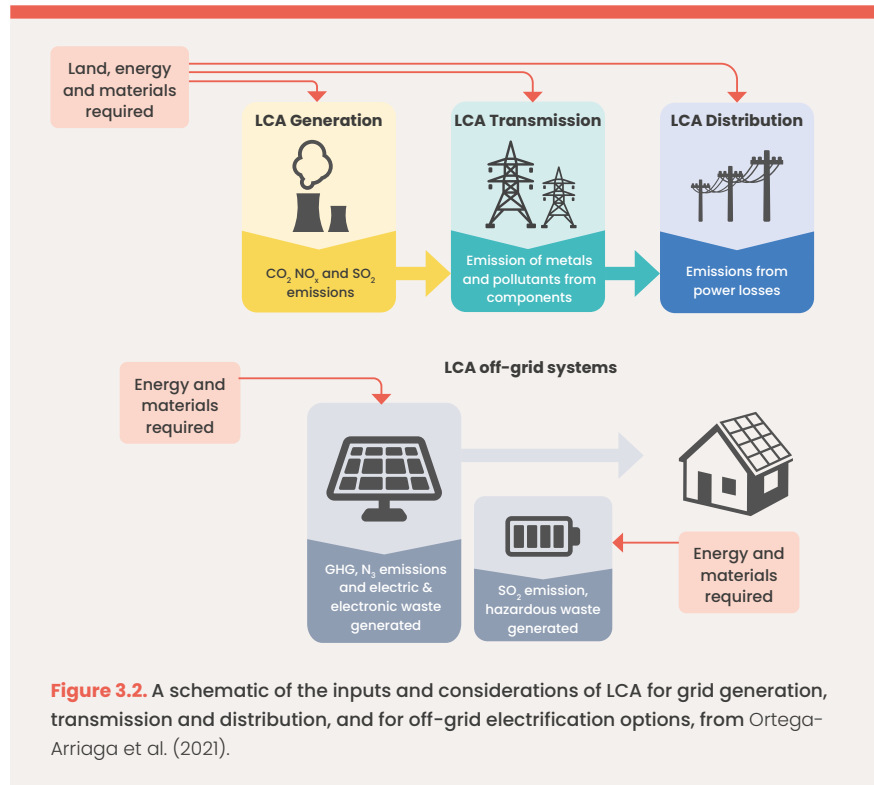 Land, energy
and materials
required
LCA Generation
LCA Transmission
LCA Distribution
CO₂ NOₓ and SO₂
emissions
Emission of metals
and pollutants from
components
Emissions from
power losses
LCA off-grid systems
Energy and
materials
required
GHG, N₃ emissions
and electric &
electronic waste
generated
SO₂ emission,
hazardous waste
generated
Energy and
materials
required
Figure 3.2. A schematic of the inputs and considerations of LCA for grid generation,
transmission and distribution, and for off-grid electrification options, from Ortega-
Arriaga et al. (2021).